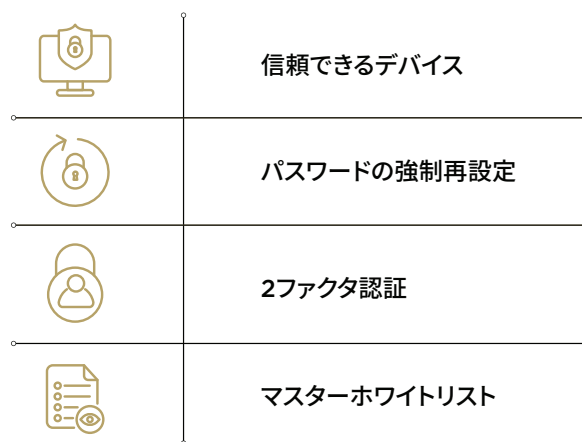 信頼できるデバイス
パスワードの強制再設定
2ファクタ認証
マスターホワイトリスト